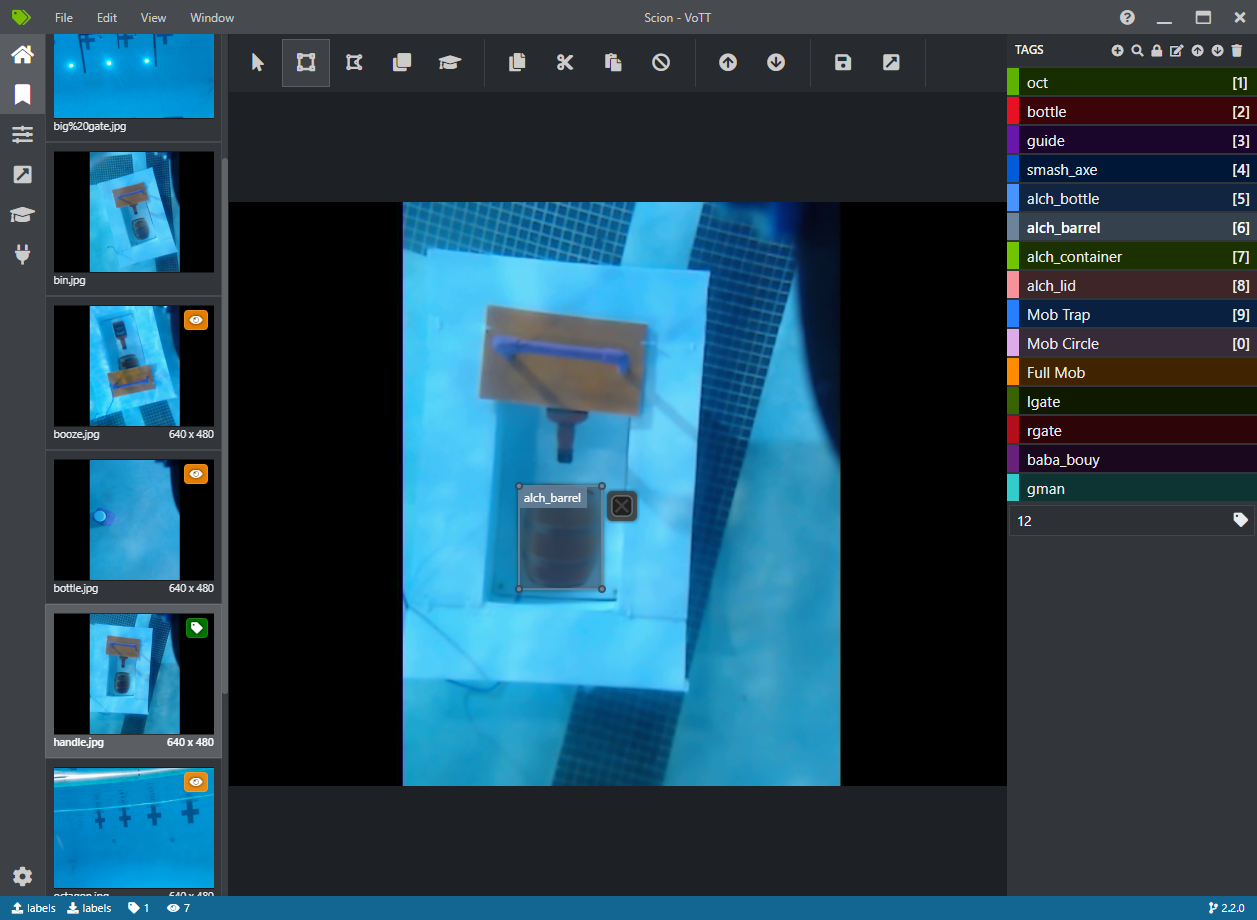 File Edit View Window
Scion - VoTT
big%20gate.jpg
bin.jpg
booze.jpg 640 x 480
bottle.jpg 640 x 480
handle.jpg 640 x 480
octagon.jpg 640 x 480
alch_barrel
TAGS
oct [1]
bottle [2]
guide [3]
smash_axe [4]
alch_bottle [5]
alch_barrel [6]
alch_container [7]
alch_lid [8]
Mob Trap [9]
Mob Circle [0]
Full Mob
lgate
rgate
baba_bouy
gman
12
labels labels 1 7
2.2.0